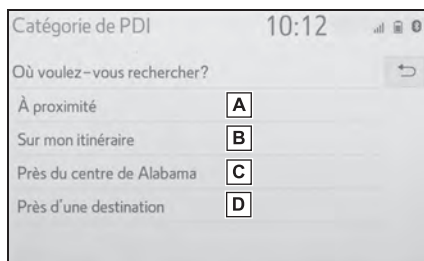 Catégorie de PDI 10:12
Où voulez-vous rechercher?
À proximité A
Sur mon itinéraire B
Près du centre de Alabama C
Près d'une destination D